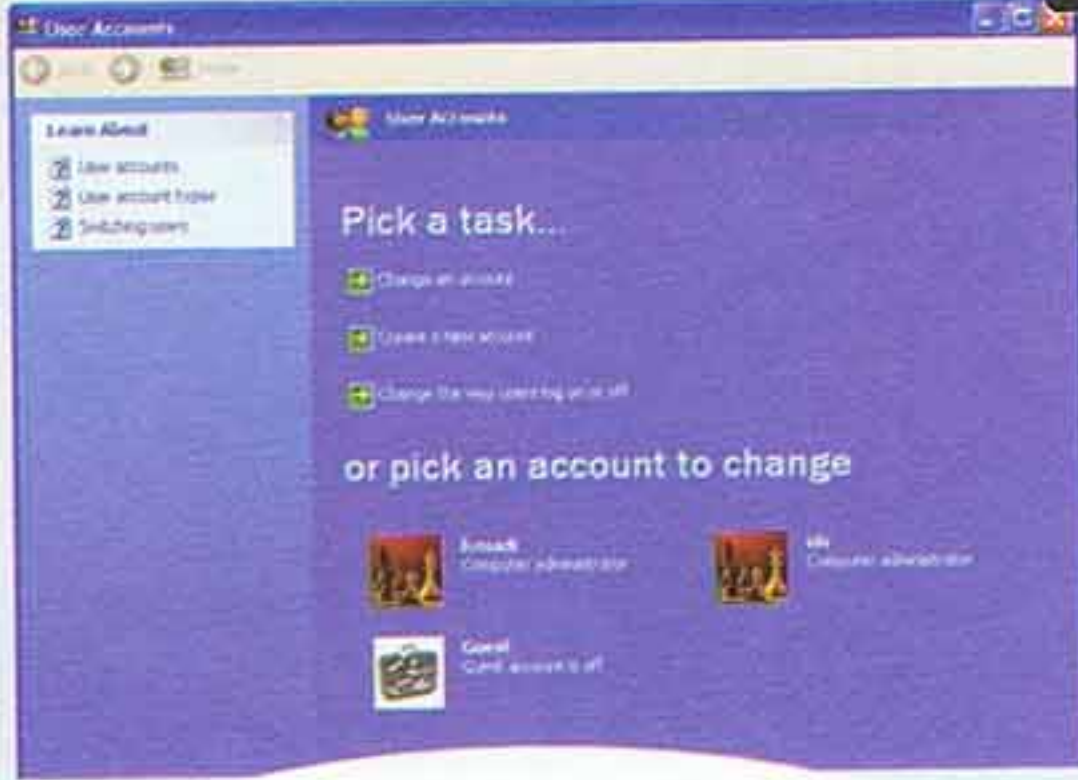 User Accounts
Learn About
User accounts
User account types
Switching users
User Accounts
Pick a task...
Change an account
Create a new account
Change the way users log on or off
or pick an account to change
Computer administrator
Computer administrator
Guest
Guest account is off